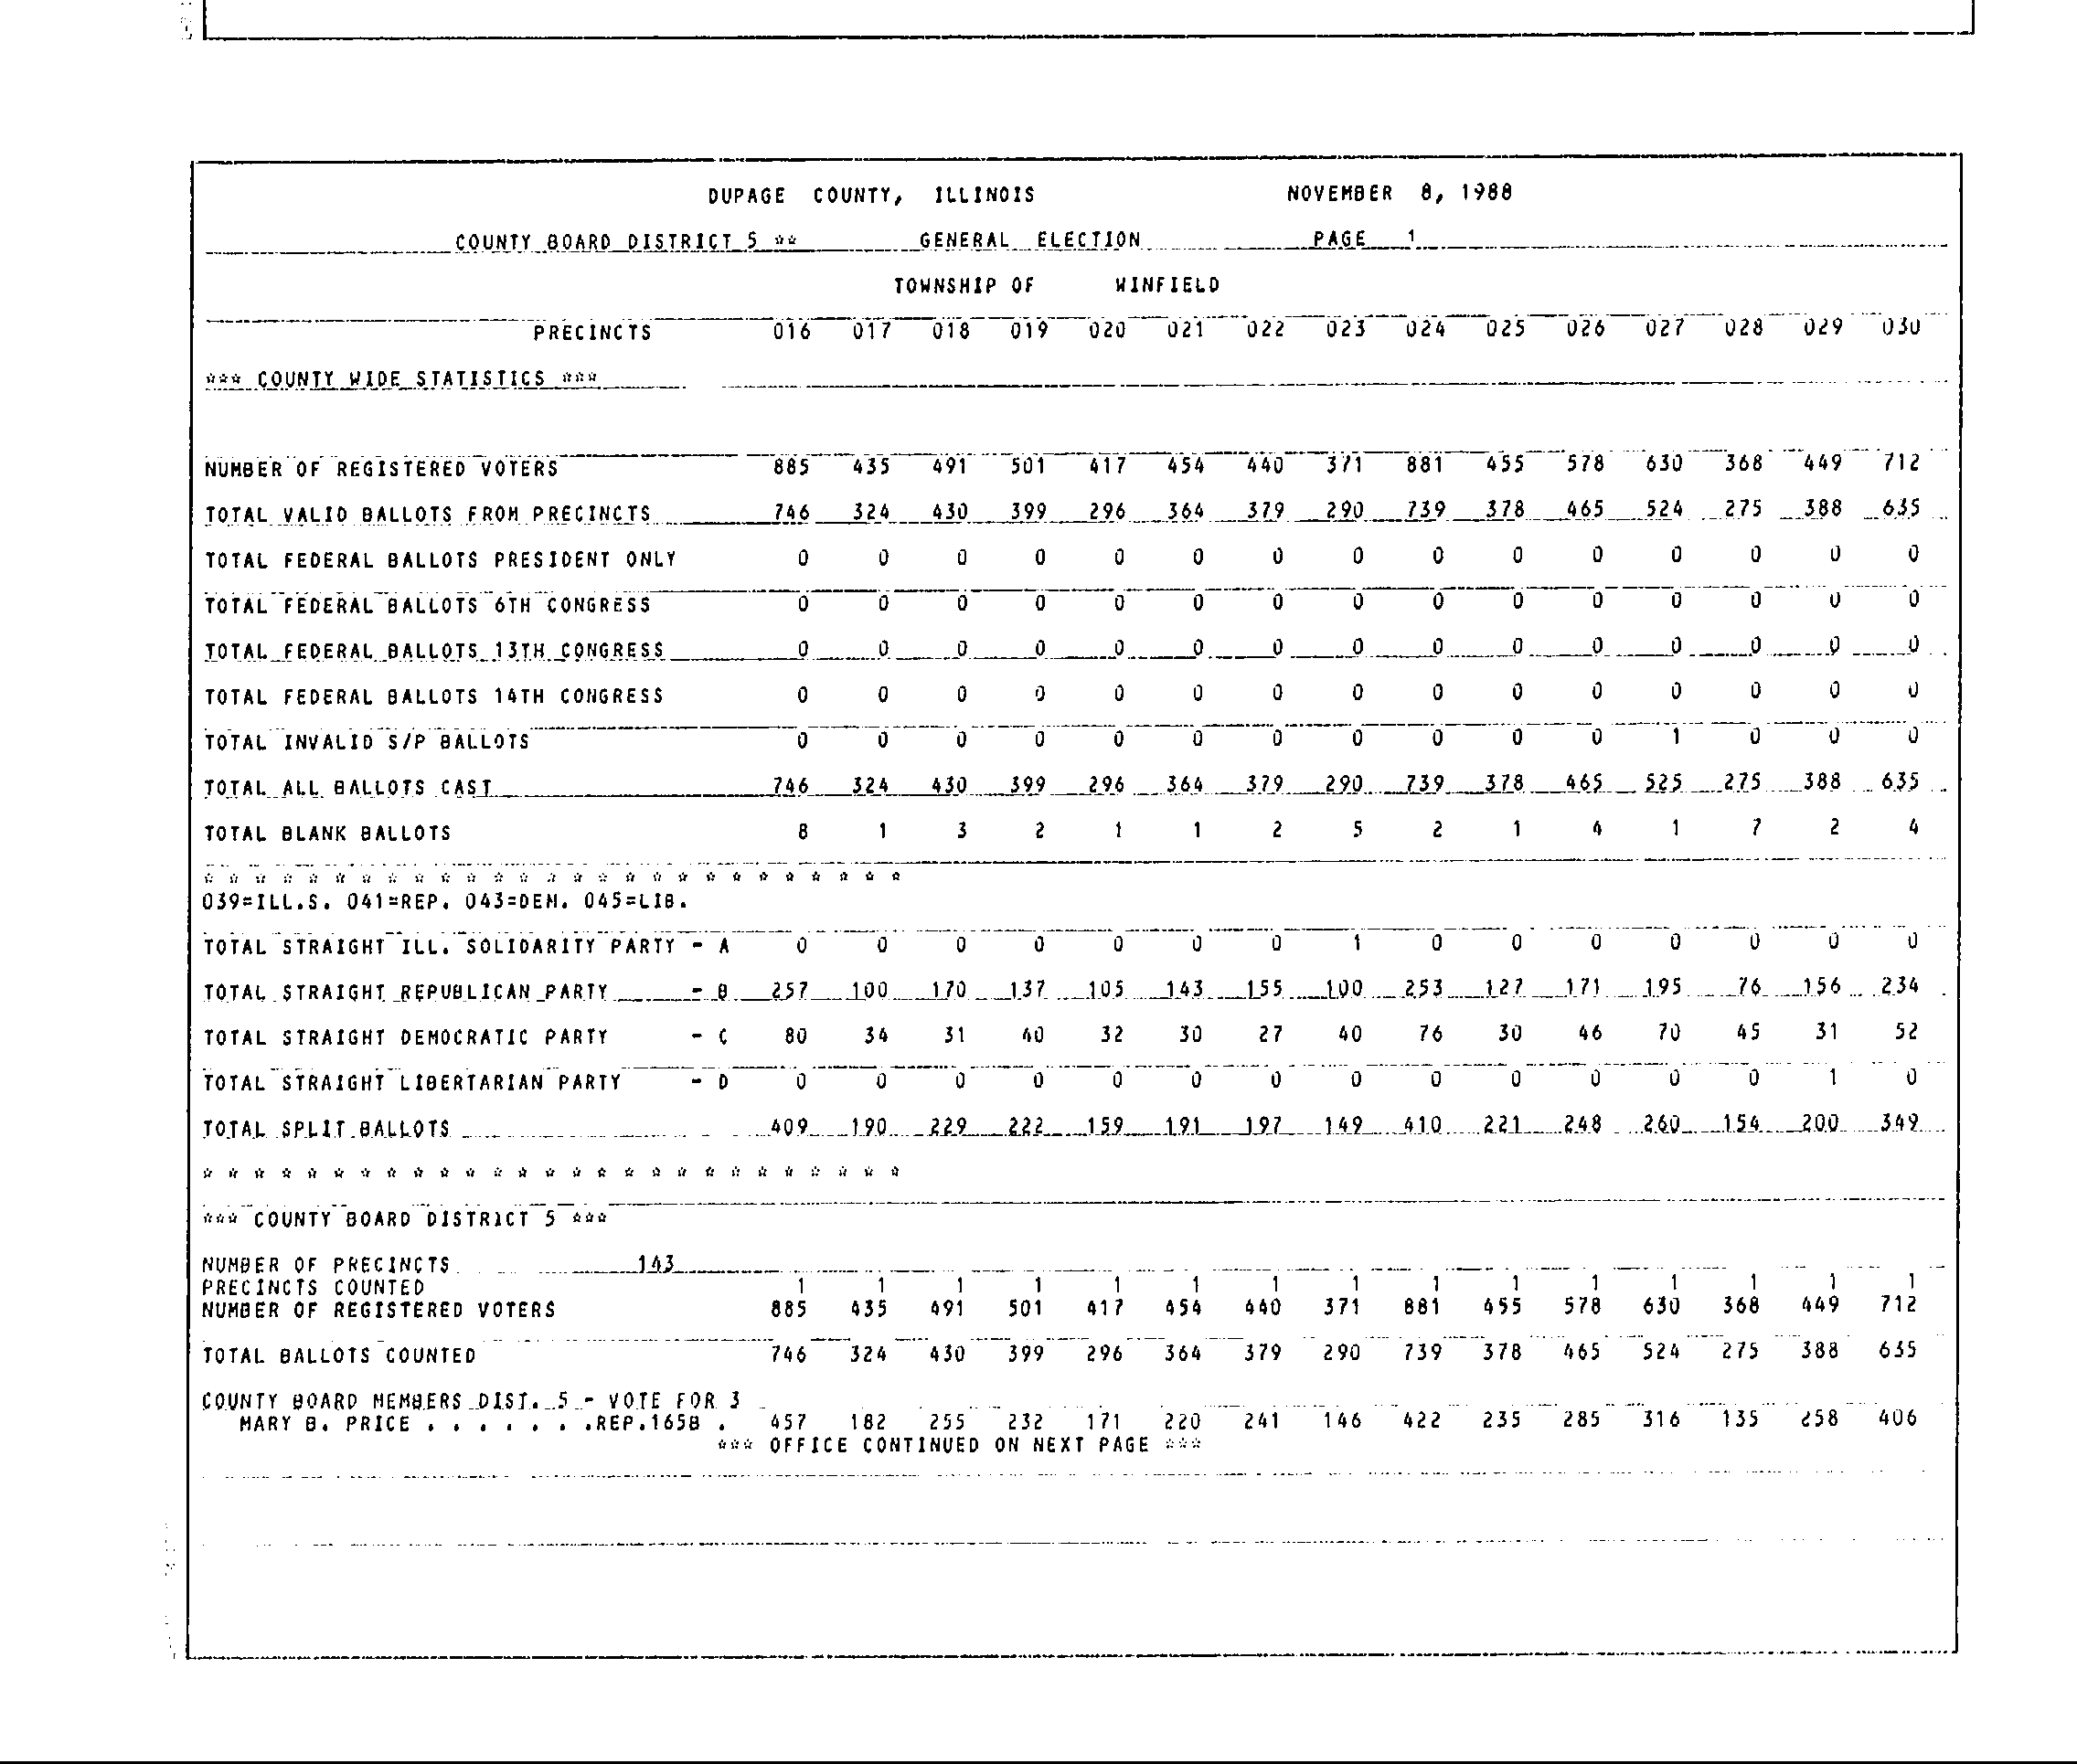 DUPAGE COUNTY, ILLINOIS NOVEMBER 8, 1988
COUNTY BOARD DISTRICT 5 ** GENERAL ELECTION PAGE 1
TOWNSHIP OF WINFIELD
PRECINCTS 016 017 018 019 020 021 022 023 024 025 026 027 028 029 030
*** COUNTY WIDE STATISTICS ***
NUMBER OF REGISTERED VOTERS 885 435 491 501 417 454 440 371 881 455 578 630 368 449 712
TOTAL VALID BALLOTS FROM PRECINCTS 746 324 430 399 296 364 379 290 739 378 465 524 275 388 635
TOTAL FEDERAL BALLOTS PRESIDENT ONLY 0 0 0 0 0 0 0 0 0 0 0 0 0 0 0
TOTAL FEDERAL BALLOTS 6TH CONGRESS 0 0 0 0 0 0 0 0 0 0 0 0 0 0 0
TOTAL FEDERAL BALLOTS 13TH CONGRESS 0 0 0 0 0 0 0 0 0 0 0 0 0 0 0
TOTAL FEDERAL BALLOTS 14TH CONGRESS 0 0 0 0 0 0 0 0 0 0 0 0 0 0 0
TOTAL INVALID S/P BALLOTS 0 0 0 0 0 0 0 0 0 0 0 1 0 0 0
TOTAL ALL BALLOTS CAST 746 324 430 399 296 364 379 290 739 378 465 525 275 388 635
TOTAL BLANK BALLOTS 8 1 3 2 1 1 2 5 2 1 4 1 7 2 4
* * * * * * * * * * * * * * * * * * * * * * * * * * *
039=ILL.S. 041=REP. 043=DEM. 045=LIB.
TOTAL STRAIGHT ILL. SOLIDARITY PARTY - A 0 0 0 0 0 0 0 1 0 0 0 0 0 0 0
TOTAL STRAIGHT REPUBLICAN PARTY - B 257 100 170 137 105 143 155 100 253 127 171 195 76 156 234
TOTAL STRAIGHT DEMOCRATIC PARTY - C 80 34 31 40 32 30 27 40 76 30 46 70 45 31 52
TOTAL STRAIGHT LIBERTARIAN PARTY - D 0 0 0 0 0 0 0 0 0 0 0 0 0 1 0
TOTAL SPLIT BALLOTS 409 190 229 222 159 191 197 149 410 221 248 260 154 200 349
* * * * * * * * * * * * * * * * * * * * * * * * * * *
*** COUNTY BOARD DISTRICT 5 ***
NUMBER OF PRECINCTS 143
PRECINCTS COUNTED 1 1 1 1 1 1 1 1 1 1 1 1 1 1 1
NUMBER OF REGISTERED VOTERS 885 435 491 501 417 454 440 371 881 455 578 630 368 449 712
TOTAL BALLOTS COUNTED 746 324 430 399 296 364 379 290 739 378 465 524 275 388 635
COUNTY BOARD MEMBERS DIST. 5 - VOTE FOR 3
MARY B. PRICE . . . . . . .REP.165B . 457 182 255 232 171 220 241 146 422 235 285 316 135 258 406
*** OFFICE CONTINUED ON NEXT PAGE ***